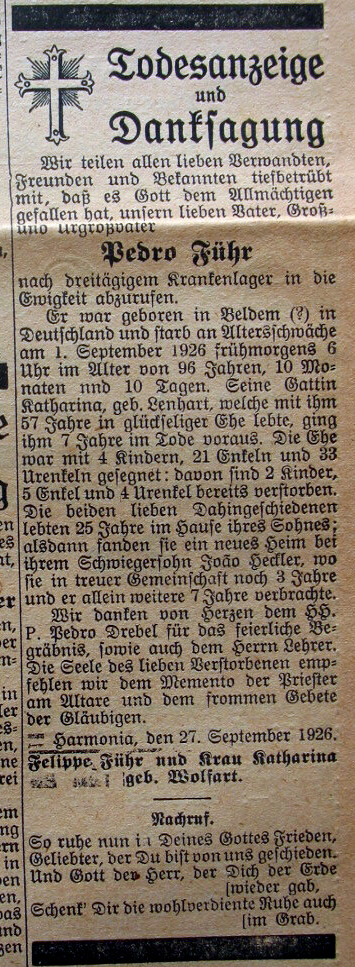 Todesanzeige
und
Danksagung
Wir teilen allen lieben Verwandten,
Freunden und Bekannten tiefbetrübt
mit, daß es Gott dem Allmächtigen
gefallen hat, unsern lieben Vater, Groß-
und Urgroßvater
Pedro Führ
nach dreitägigem Krankenlager in die
Ewigkeit abzurufen.
Er war geboren in Beldem (?) in
Deutschland und starb an Altersschwäche
am 1. September 1926 frühmorgens 6
Uhr im Alter von 96 Jahren, 10 Mo-
naten nnd 10 Tagen. Seine Gattin
Katharina, geb. Lenhart, welche mit ihm
57 Jahre in glückseliger Ehe lebte, ging
ihm 7 Jahre im Tode voraus. Die Ehe
war mit 4 Kindern, 21 Enkeln und 33
Urenkeln gesegnet: davon sind 2 Kinder,
5 Enkel und 4 Urenkel bereits verstorben.
Die beiden lieben Dahingeschiedenen
lebten 25 Jahre im Hause ihres Sohnes;
alsdann fanden sie ein neues Heim bei
ihrem Schwiegersohn João Heckler, wo
sie in treuer Gemeinschaft noch 3 Jahre
und er allein weitere 7 Jahre verbrachte.
Wir danken von Herzen dem HH.
P. Pedro Drebel für das feierliche Be-
gräbnis, sowie auch dem Herrn Lehrer.
Die Seele des lieben Verstorbenen emp-
fehlen wir dem Memento der Priester
am Altare und dem frommen Gebete
der Gläubigen.
Harmonia, den 27. September 1926.
Felippe Führ nud Krau Katharina
geb. Wolfart.
Nachruf.
So ruhe nun in Deines Gottes Frieden,
Geliebter, der Du bist von uns geschieden.
Und Gott der Herr, der Dich der Erde
[wieder gab,
Schenk' Dir die wohlverdiente Ruhe auch
[im Grab.